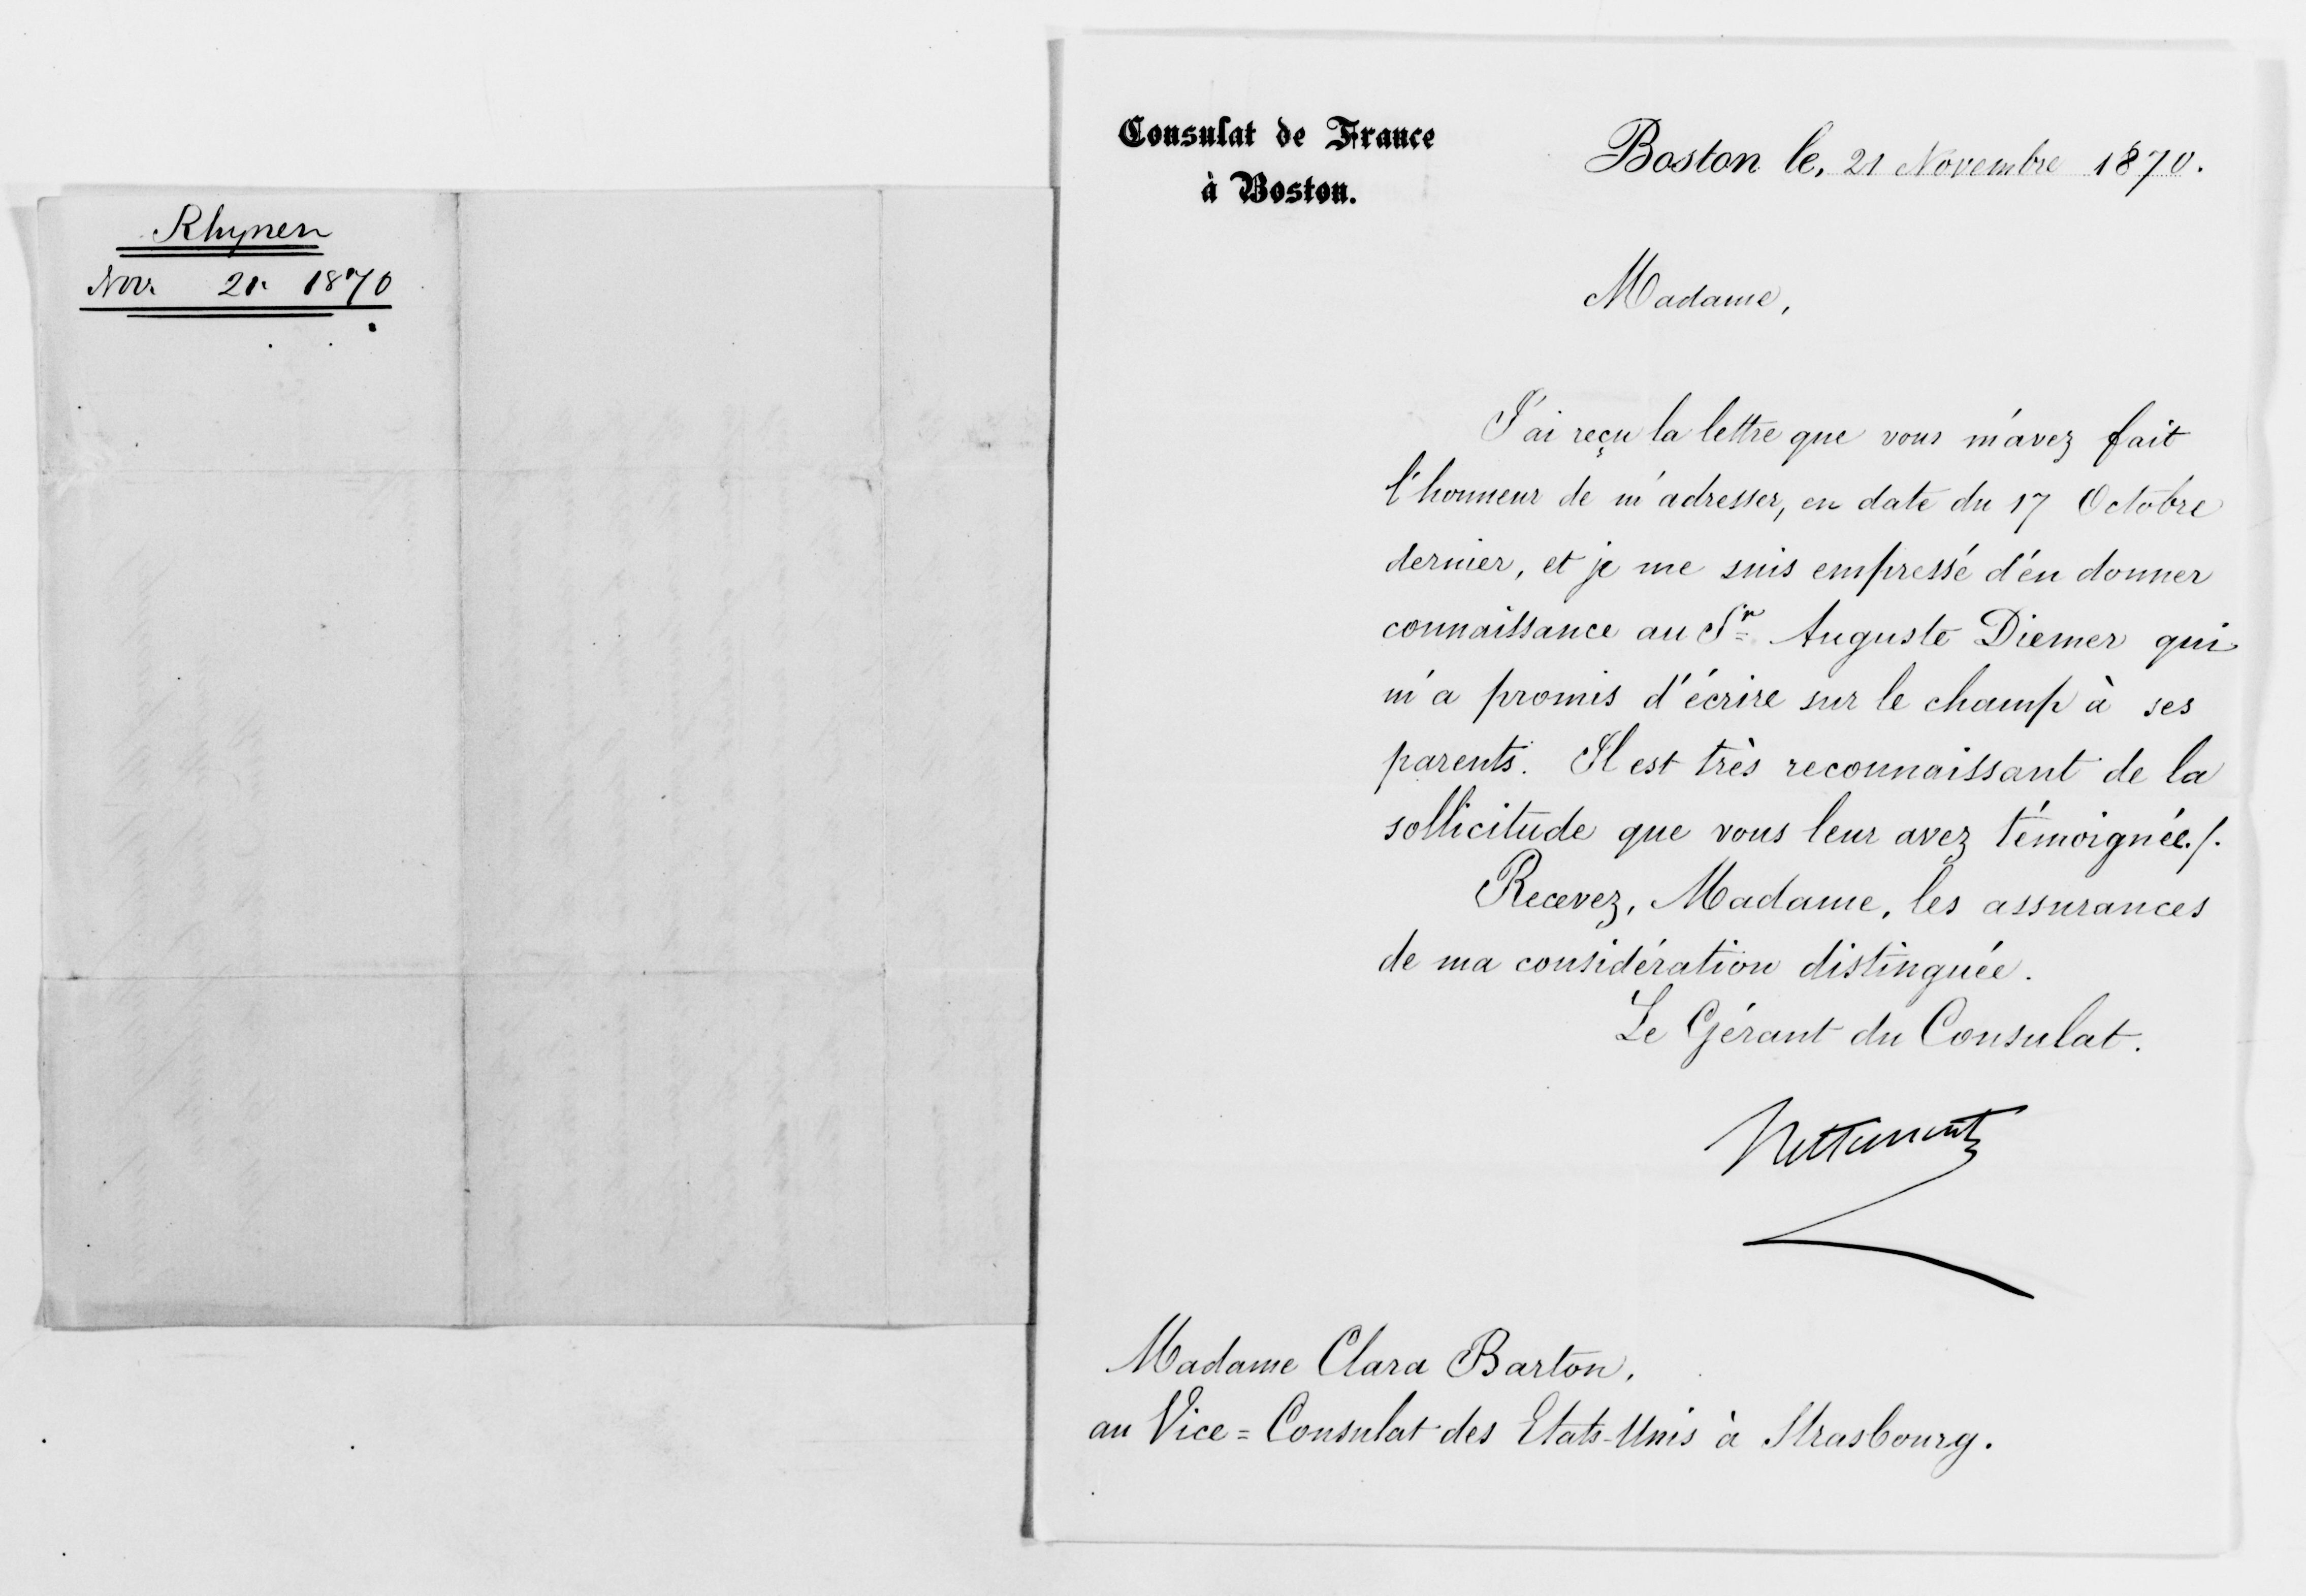 Rhynen
Nov. 21. 1870
Consulat de France
à Boston.
Boston le, 21 Novembre 1870.
Madame,
J'ai reçu la lettre que vous m'avez fait
l'honneur de m'adresser, en date du 17 Octobre
dernier, et je me suis empressé d'en donner
connaissance au Sr Auguste Diemer qui
m'a promis d'écrire sur le champ à ses
parents. Il est très reconnaissant de la
sollicitude que vous leur avez témoignée./.
Recevez, Madame, les assurances
de ma considération distinguée.
Le Gérant du Consulat.
Madame Clara Barton,
au Vice=Consulat des Etats-Unis à Strasbourg.